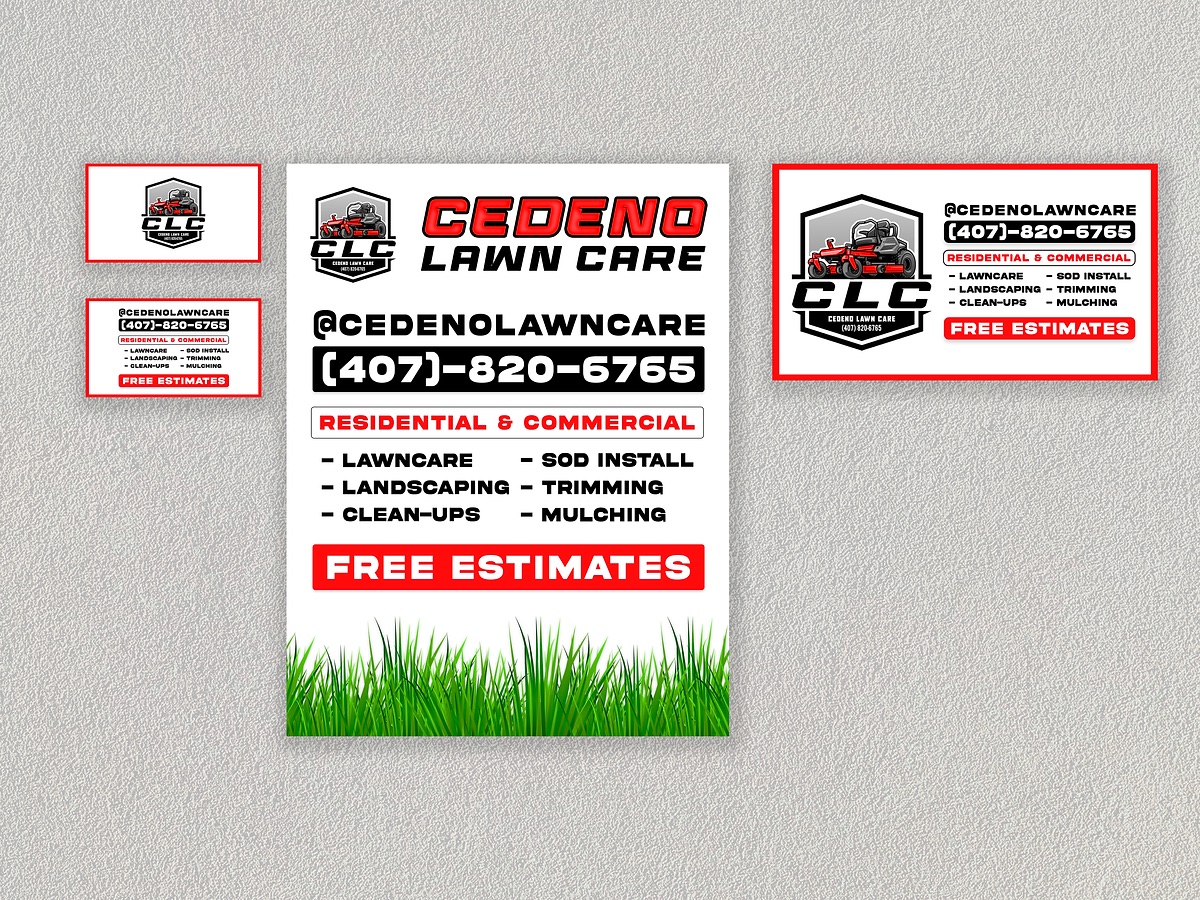 CLC
CEDENO LAWN CARE
(407) 820-6765
@CEDENOLAWNCARE
(407)-820-6765
RESIDENTIAL & COMMERCIAL
- LAWNCARE - SOD INSTALL
- LANDSCAPING - TRIMMING
- CLEAN-UPS - MULCHING
FREE ESTIMATES
CLC
CEDENO LAWN CARE
(407) 820-6765
CEDENO
LAWN CARE
@CEDENOLAWNCARE
(407)-820-6765
RESIDENTIAL & COMMERCIAL
- LAWNCARE - SOD INSTALL
- LANDSCAPING - TRIMMING
- CLEAN-UPS - MULCHING
FREE ESTIMATES
CLC
CEDENO LAWN CARE
(407) 820-6765
@CEDENOLAWNCARE
(407)-820-6765
RESIDENTIAL & COMMERCIAL
- LAWNCARE - SOD INSTALL
- LANDSCAPING - TRIMMING
- CLEAN-UPS - MULCHING
FREE ESTIMATES